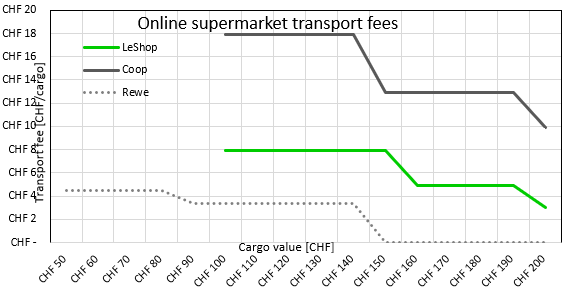 Online supermarket transport fees
CHF 20
CHF 18
CHF 16
CHF 14
CHF 12
CHF 10
CHF 8
CHF 6
CHF 4
CHF 2
CHF -
Transport fee [CHF/cargo]
LeShop
Coop
Rewe
Cargo value [CHF]
CHF 50
CHF 60
CHF 70
CHF 80
CHF 90
CHF 100
CHF 110
CHF 120
CHF 130
CHF 140
CHF 150
CHF 160
CHF 170
CHF 180
CHF 190
CHF 200